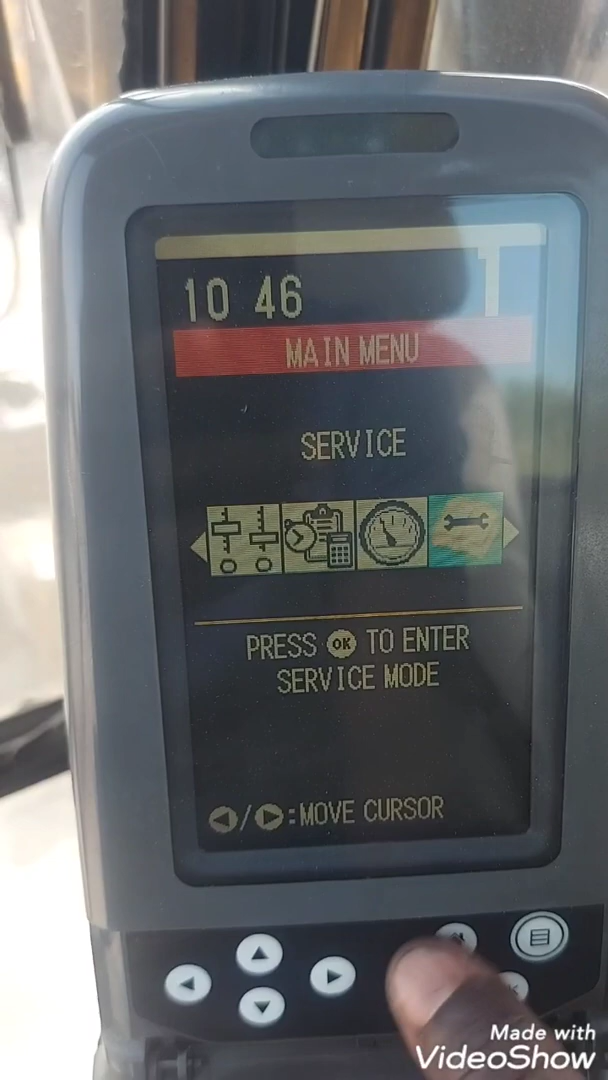 10 46
MAIN MENU
SERVICE
PRESS OK TO ENTER
SERVICE MODE
◀/▶:MOVE CURSOR
Made with
VideoShow